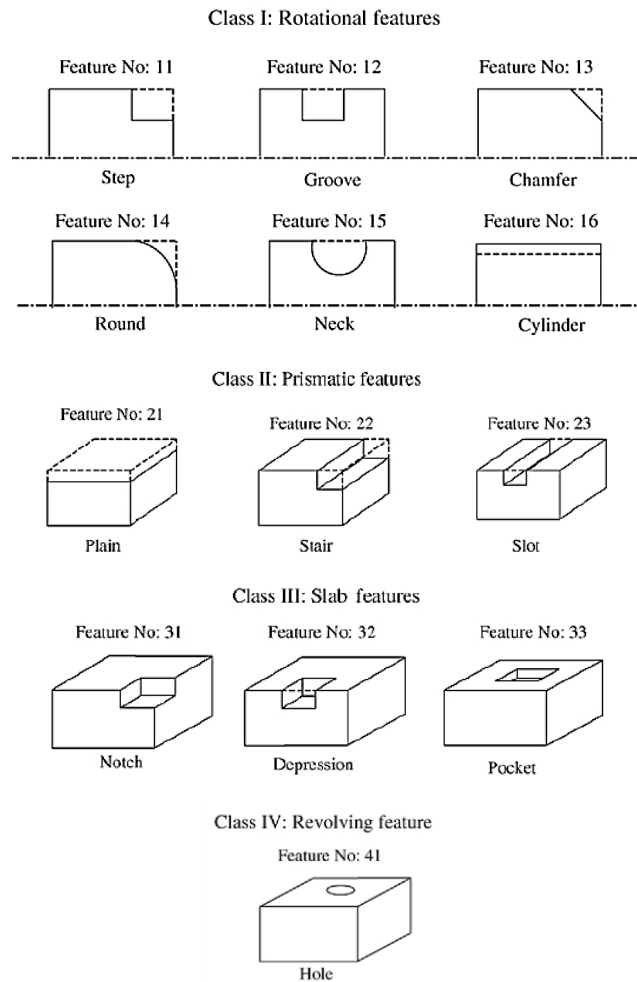 Class I: Rotational features
Feature No: 11 Feature No: 12 Feature No: 13
Step Groove Chamfer
Feature No: 14 Feature No: 15 Feature No: 16
Round Neck Cylinder
Class II: Prismatic features
Feature No: 21 Feature No: 22 Feature No: 23
Plain Stair Slot
Class III: Slab features
Feature No: 31 Feature No: 32 Feature No: 33
Notch Depression Pocket
Class IV: Revolving feature
Feature No: 41
Hole